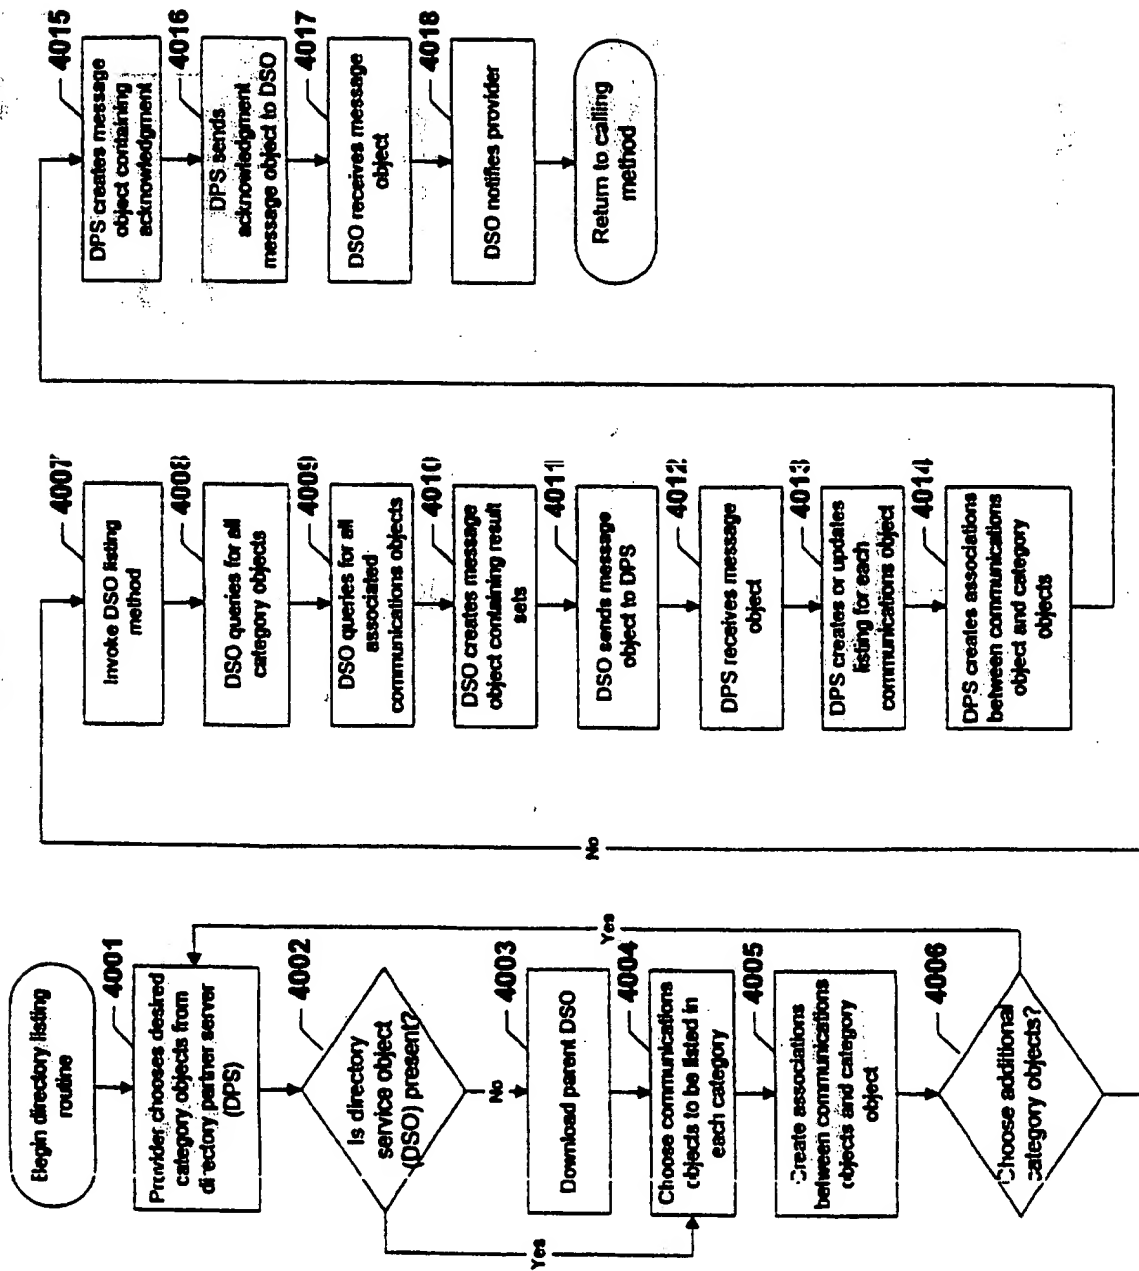 Begin directory listing
routine
4001
Provider chooses desired
category objects from
directory partner server
(DPS)
4002
Is directory
service object
(DSO) present?
No
Yes
4003
Download parent DSO
4004
Choose communications
objects to be listed in
each category
4005
Create associations
between communications
objects and category
object
4006
Choose additional
category objects?
Yes
No
4007
Invoke DSO listing
method
4008
DSO queries for all
category objects
4009
DSO queries for all
associated
communications objects
4010
DSO creates message
object containing result
sets
4011
DSO sends message
object to DPS
4012
DPS receives message
object
4013
DPS creates or updates
listing for each
communications object
4014
DPS creates associations
between communications
object and category
objects
4015
DPS creates message
object containing
acknowledgment
4016
DPS sends
acknowledgment
message object to DSO
4017
DSO receives message
object
4018
DSO notifies provider
Return to calling
method